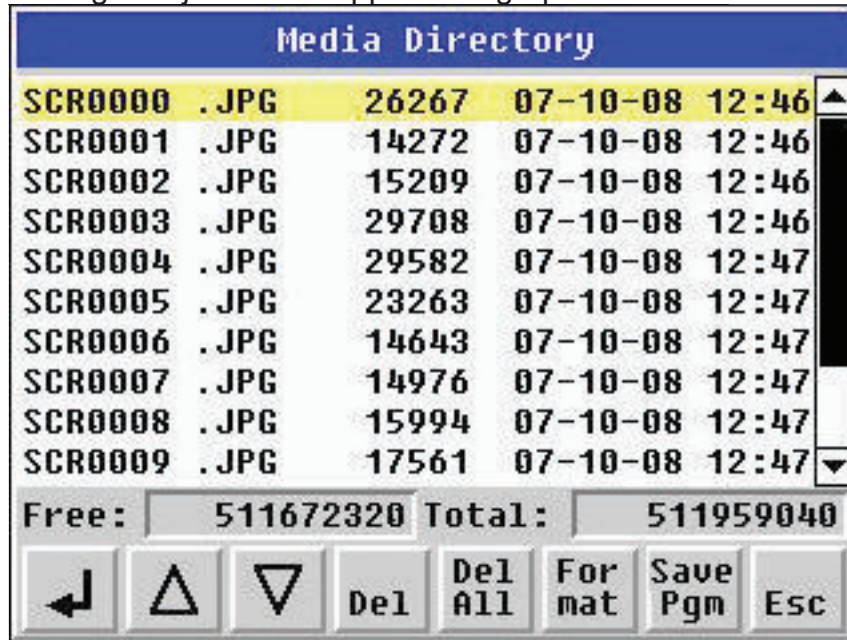 Media Directory
SCR0000 .JPG 26267 07-10-08 12:46
SCR0001 .JPG 14272 07-10-08 12:46
SCR0002 .JPG 15209 07-10-08 12:46
SCR0003 .JPG 29708 07-10-08 12:46
SCR0004 .JPG 29582 07-10-08 12:47
SCR0005 .JPG 23263 07-10-08 12:47
SCR0006 .JPG 14643 07-10-08 12:47
SCR0007 .JPG 14976 07-10-08 12:47
SCR0008 .JPG 15994 07-10-08 12:47
SCR0009 .JPG 17561 07-10-08 12:47
Free: 511672320 Total: 511959040
Del Del All For mat Save Pgm Esc